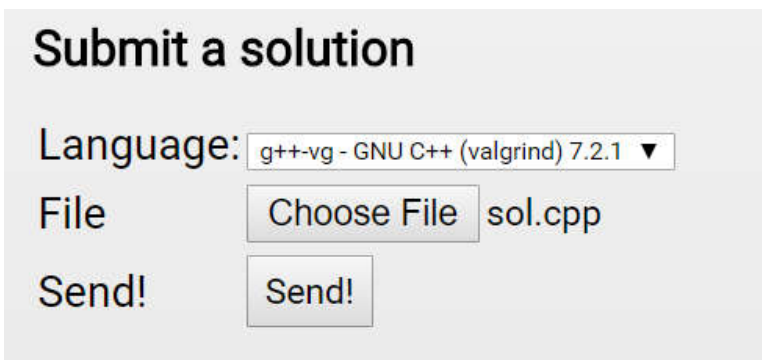 Submit a solution
Language: g++-vg - GNU C++ (valgrind) 7.2.1 ▼
File Choose File sol.cpp
Send! Send!